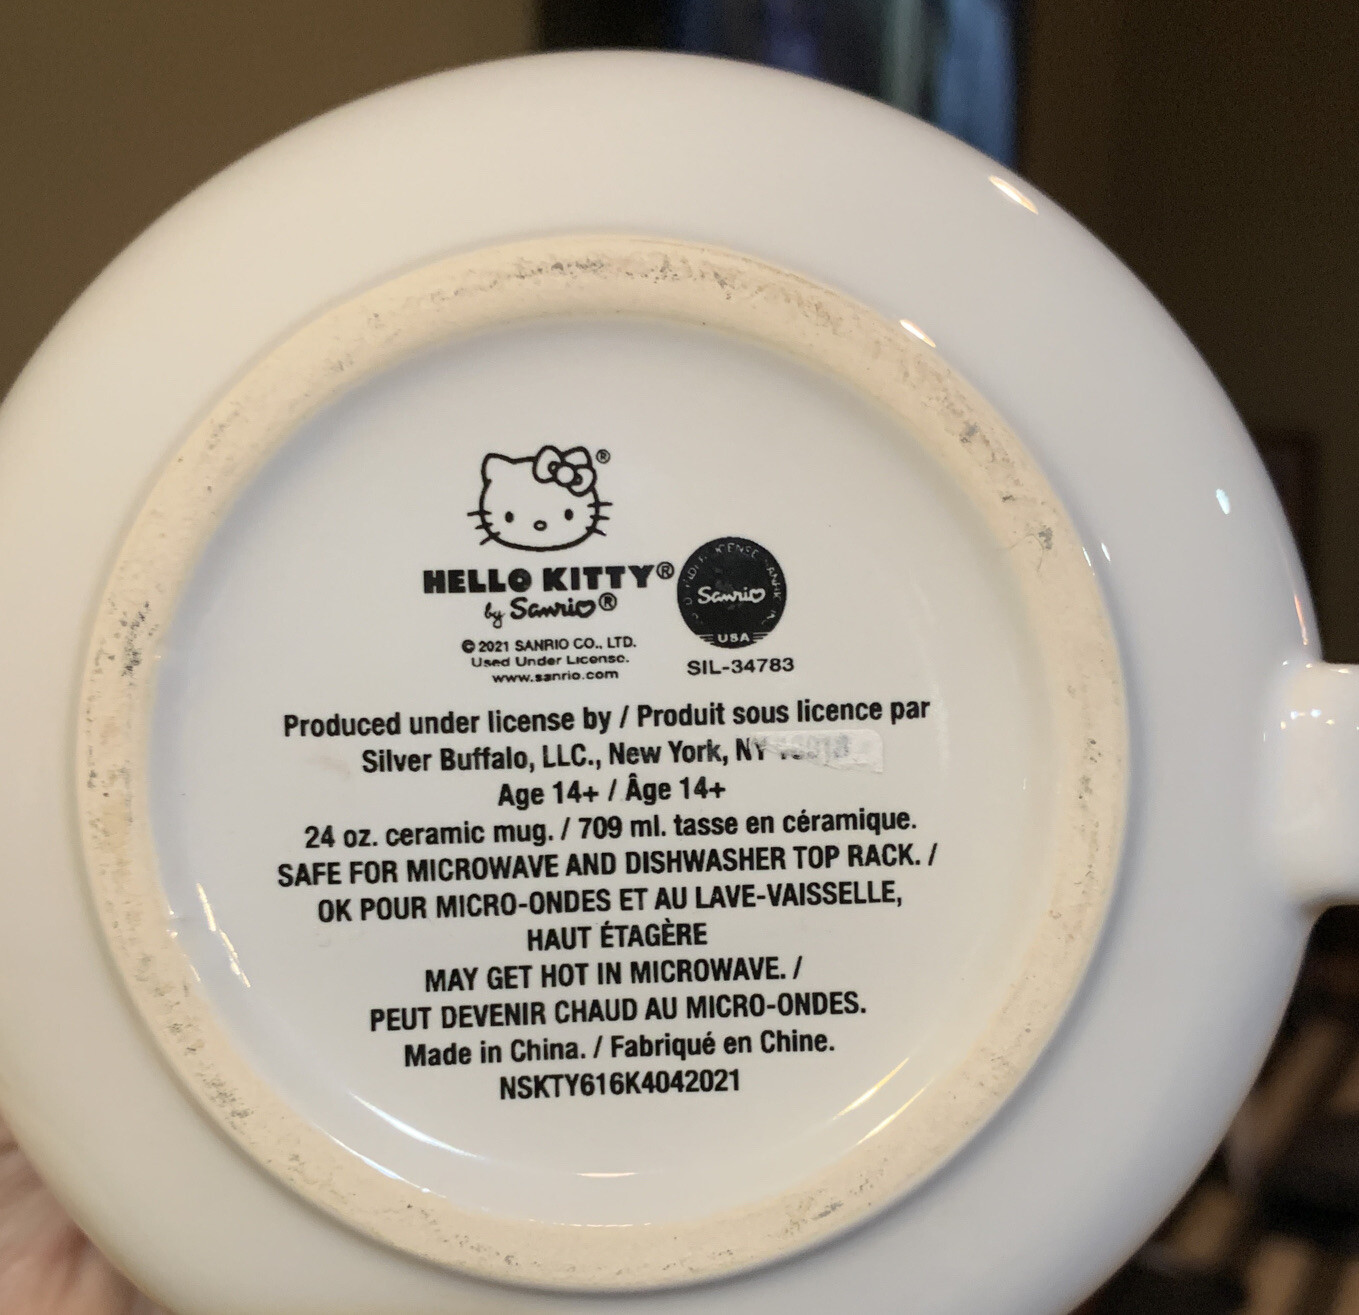 ®
HELLO KITTY®
by Sanrio®
© 2021 SANRIO CO., LTD.
Used Under License.
www.sanrio.com
LICENSE
Sanrio
USA
SIL-34783
Produced under license by / Produit sous licence par
Silver Buffalo, LLC., New York, NY
Age 14+ / Âge 14+
24 oz. ceramic mug. / 709 ml. tasse en céramique.
SAFE FOR MICROWAVE AND DISHWASHER TOP RACK. /
OK POUR MICRO-ONDES ET AU LAVE-VAISSELLE,
HAUT ÉTAGÈRE
MAY GET HOT IN MICROWAVE. /
PEUT DEVENIR CHAUD AU MICRO-ONDES.
Made in China. / Fabriqué en Chine.
NSKTY616K4042021